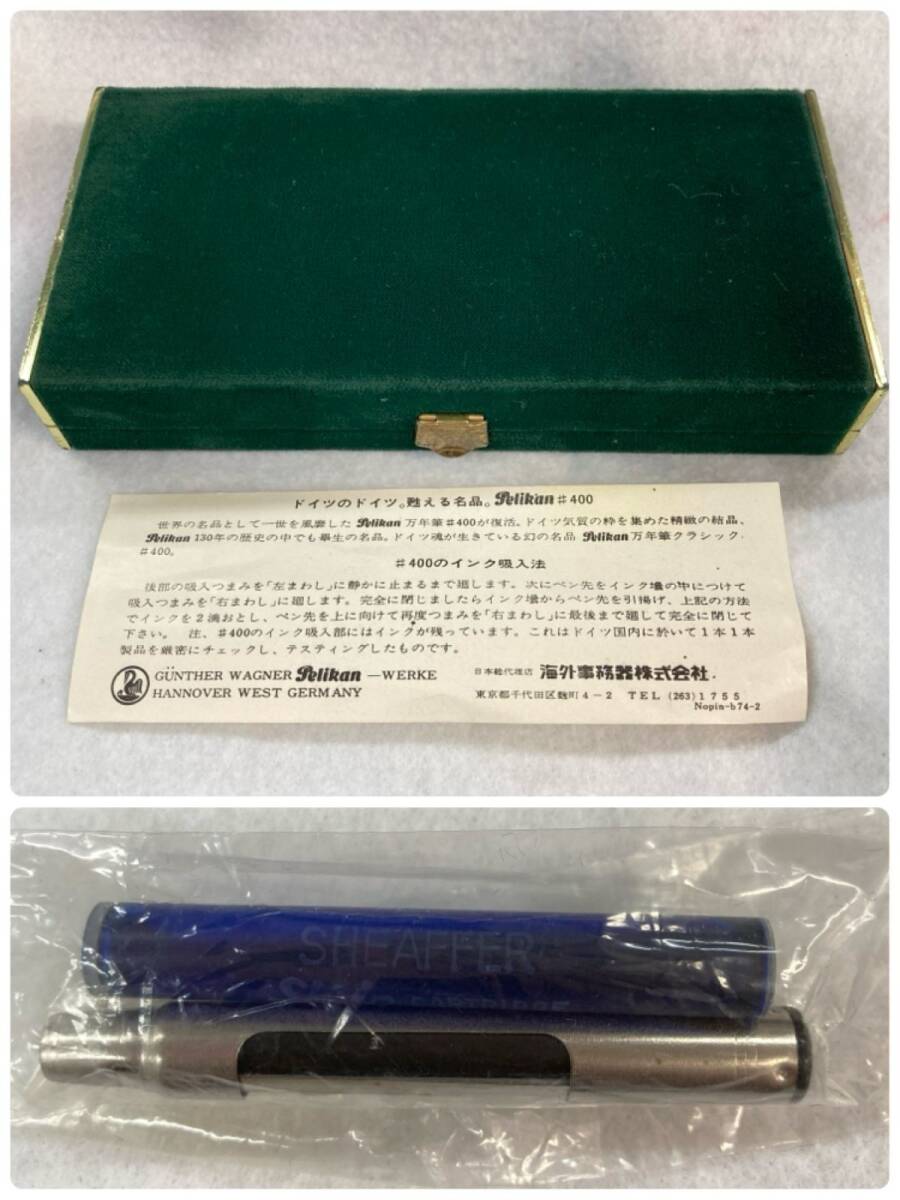 ドイツのドイツ。甦える名品。Pelikan♯400
世界の名品として一世を風靡した Pelikan 万年筆♯400が復活。ドイツ気質の粋を集めた精緻の結晶、
Pelikan 130年の歴史の中でも畢生の名品。ドイツ魂が生きている幻の名品 Pelikan万年筆クラシック
♯400。
♯400のインク吸入法
後部の吸入つまみを「左まわし」に静かに止まるまで廻します。次にペン先をインク壜の中につけて
吸入つまみを「右まわし」に廻します。完全に閉じましたらインク壜からペン先を引揚げ、上記の方法
でインクを2滴おとし、ペン先を上に向けて再度つまみを「右まわし」に最後まで廻して完全に閉じて
下さい。 注、♯400のインク吸入部にはインクが残っています。これはドイツ国内に於いて1本1本
製品を厳密にチェックし、テスティングしたものです。
GÜNTHER WAGNER Pelikan —WERKE
HANNOVER WEST GERMANY
日本総代理店 海外事務器株式会社
東京都千代田区麹町4－2 TEL (263)1755
Nopin-b74-2
SHEAFFER
CARTRIDGE